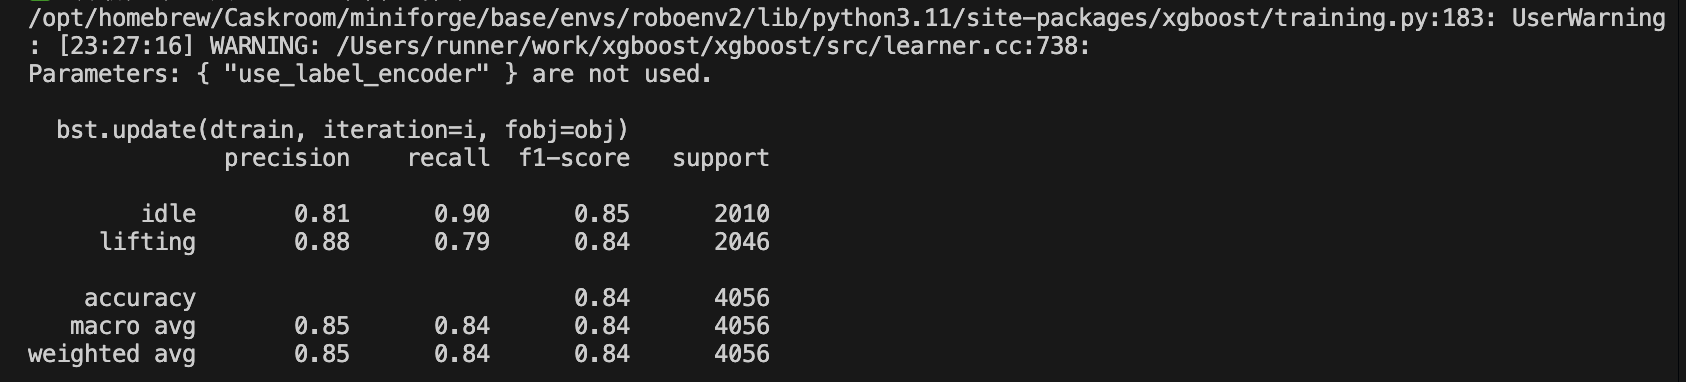 /opt/homebrew/Caskroom/miniforge/base/envs/roboenv2/lib/python3.11/site-packages/xgboost/training.py:183: UserWarning
: [23:27:16] WARNING: /Users/runner/work/xgboost/xgboost/src/learner.cc:738:
Parameters: { "use_label_encoder" } are not used.
bst.update(dtrain, iteration=i, fobj=obj)
precision recall f1-score support
idle 0.81 0.90 0.85 2010
lifting 0.88 0.79 0.84 2046
accuracy 0.84 4056
macro avg 0.85 0.84 0.84 4056
weighted avg 0.85 0.84 0.84 4056